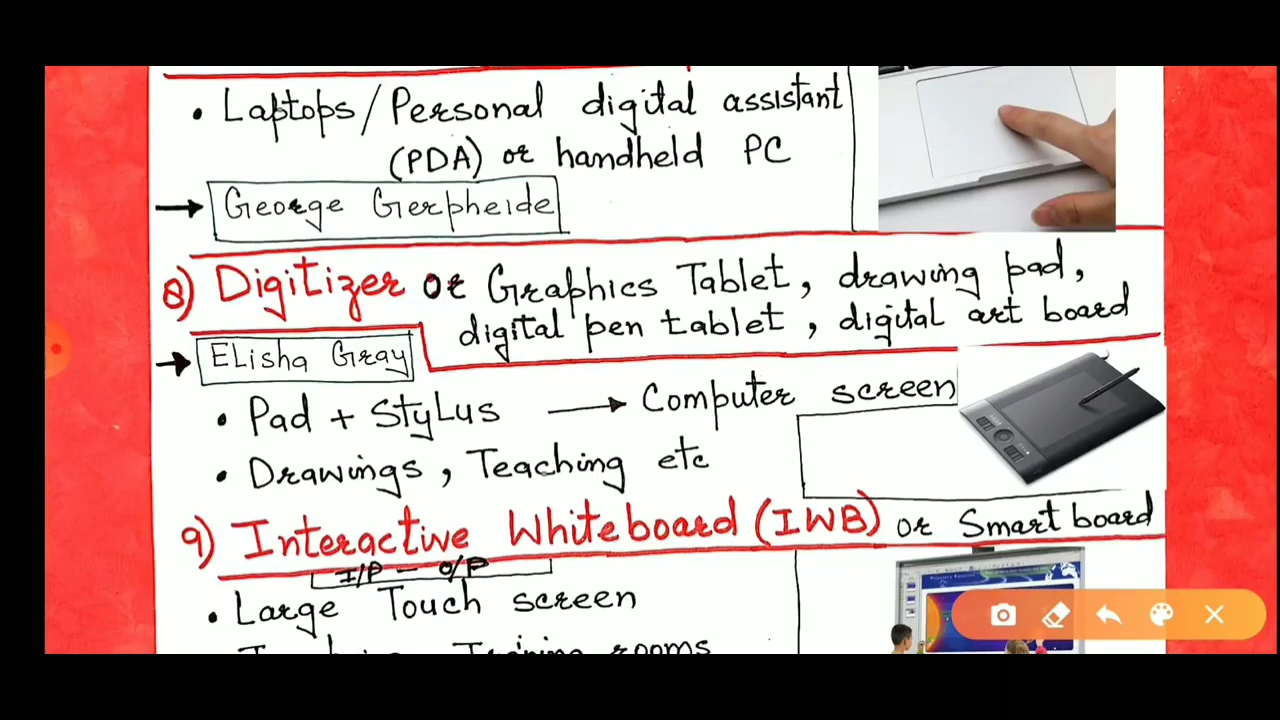 • Laptops/Personal digital assistant
(PDA) or handheld PC
→ George Gerpheide
8) Digitizer or Graphics Tablet, drawing pad,
digital pen tablet, digital art board
→ ELisha Gray
• Pad + StyLus → Computer screen
• Drawings, Teaching etc
9) Interactive Whiteboard (IWB) or Smart board
I/P - O/P
• Large Touch screen
rooms